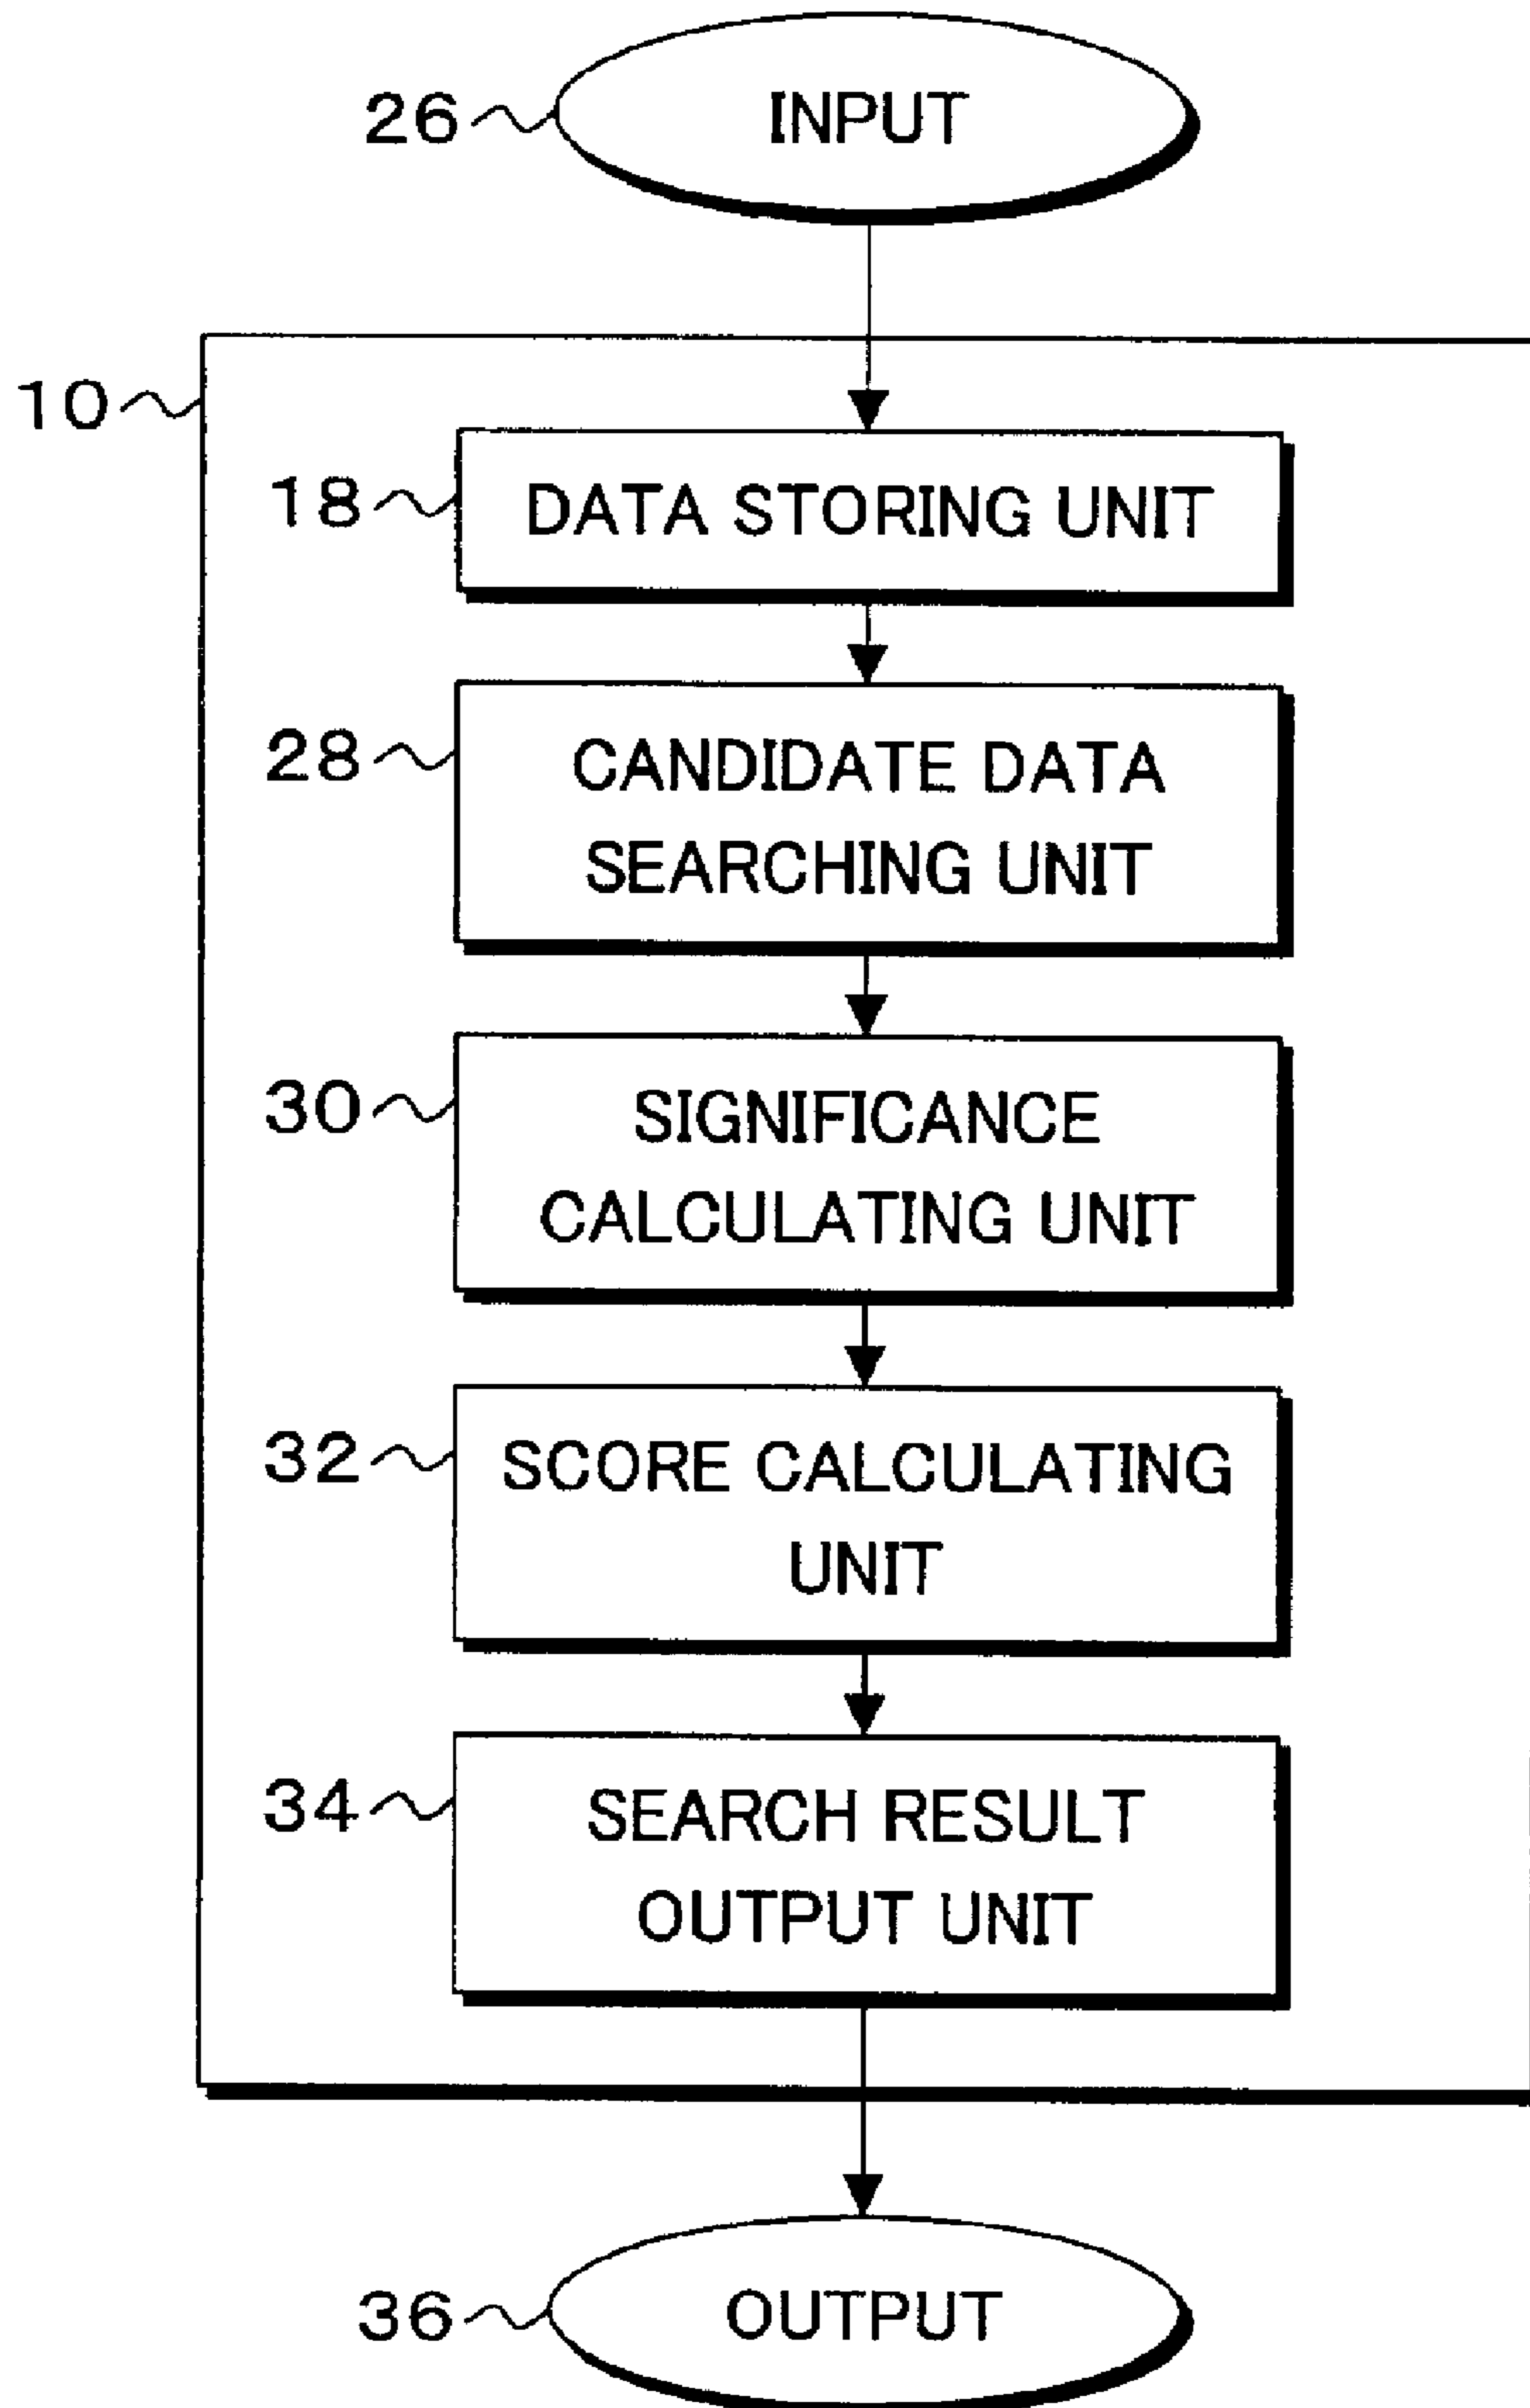 26 INPUT
10
18 DATA STORING UNIT
28 CANDIDATE DATA
SEARCHING UNIT
30 SIGNIFICANCE
CALCULATING UNIT
32 SCORE CALCULATING
UNIT
34 SEARCH RESULT
OUTPUT UNIT
36 OUTPUT